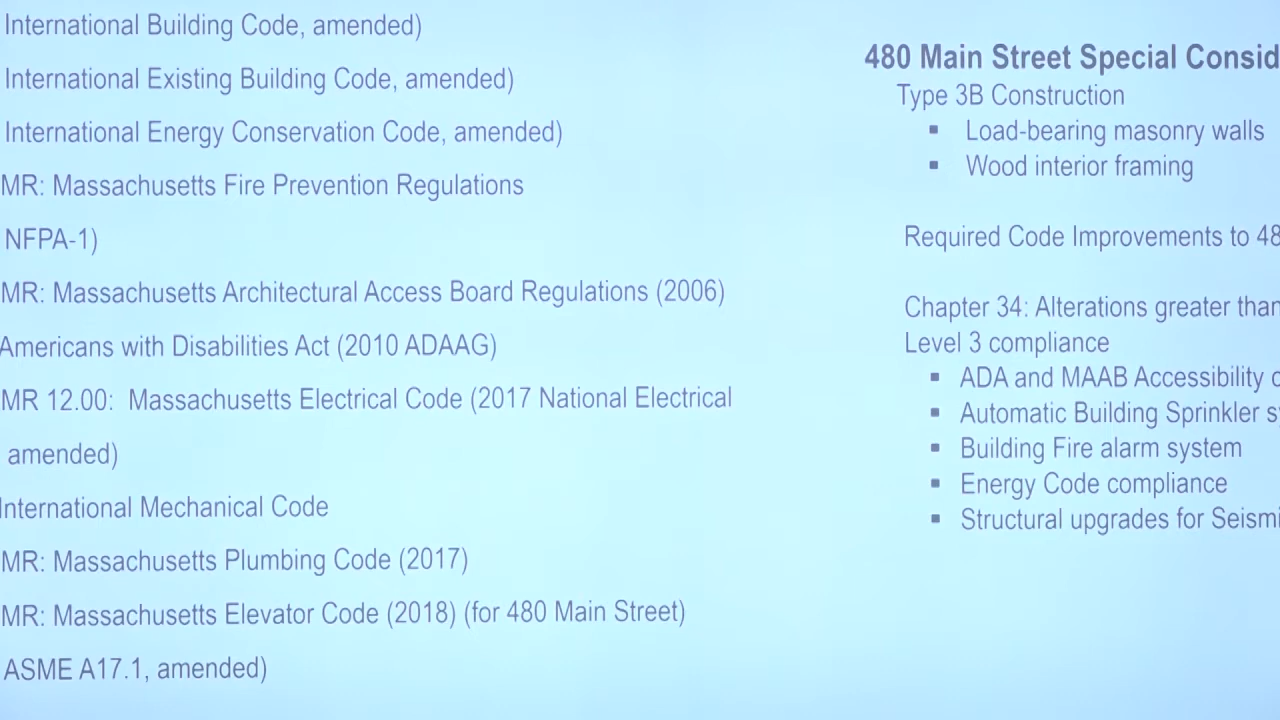 International Building Code, amended)
International Existing Building Code, amended)
International Energy Conservation Code, amended)
MR: Massachusetts Fire Prevention Regulations
NFPA-1)
MR: Massachusetts Architectural Access Board Regulations (2006)
Americans with Disabilities Act (2010 ADAAG)
MR 12.00: Massachusetts Electrical Code (2017 National Electrical
amended)
International Mechanical Code
MR: Massachusetts Plumbing Code (2017)
MR: Massachusetts Elevator Code (2018) (for 480 Main Street)
ASME A17.1, amended)
480 Main Street Special Consid
Type 3B Construction
▪ Load-bearing masonry walls
▪ Wood interior framing
Required Code Improvements to 48
Chapter 34: Alterations greater than
Level 3 compliance
▪ ADA and MAAB Accessibility c
▪ Automatic Building Sprinkler sy
▪ Building Fire alarm system
▪ Energy Code compliance
▪ Structural upgrades for Seismi